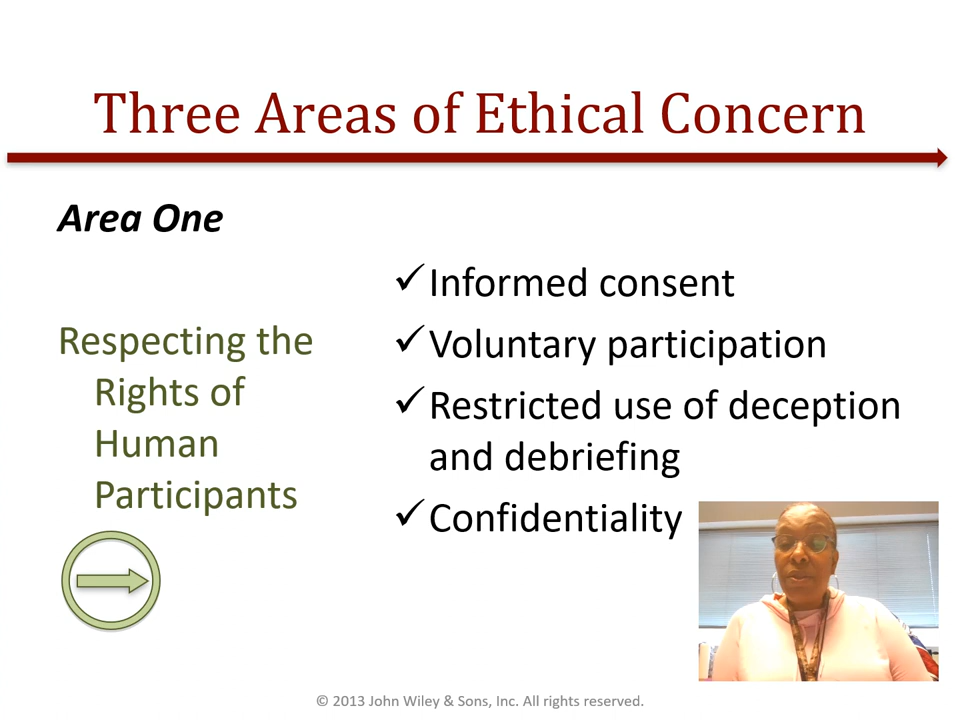 Three Areas of Ethical Concern
Area One
Respecting the
Rights of
Human
Participants
✓Informed consent
✓Voluntary participation
✓Restricted use of deception
and debriefing
✓Confidentiality
© 2013 John Wiley & Sons, Inc. All rights reserved.